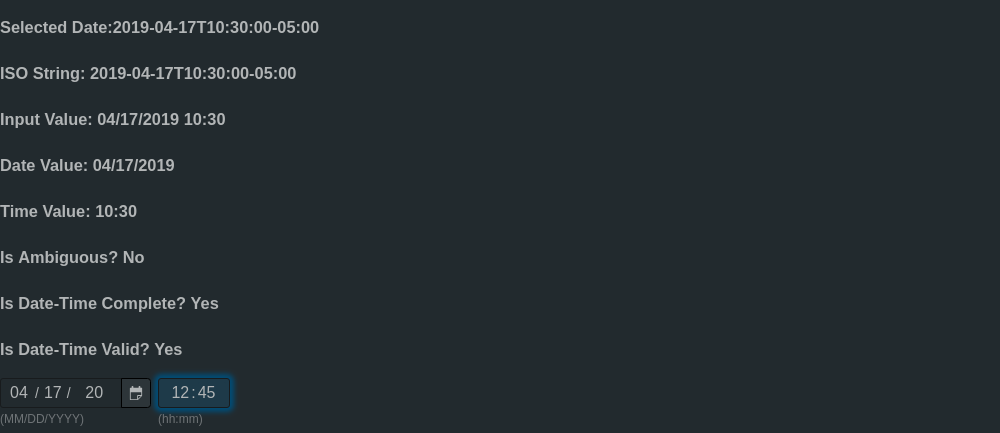 Selected Date:2019-04-17T10:30:00-05:00
ISO String: 2019-04-17T10:30:00-05:00
Input Value: 04/17/2019 10:30
Date Value: 04/17/2019
Time Value: 10:30
Is Ambiguous? No
Is Date-Time Complete? Yes
Is Date-Time Valid? Yes
04 / 17 / 20 12:45
(MM/DD/YYYY) (hh:mm)